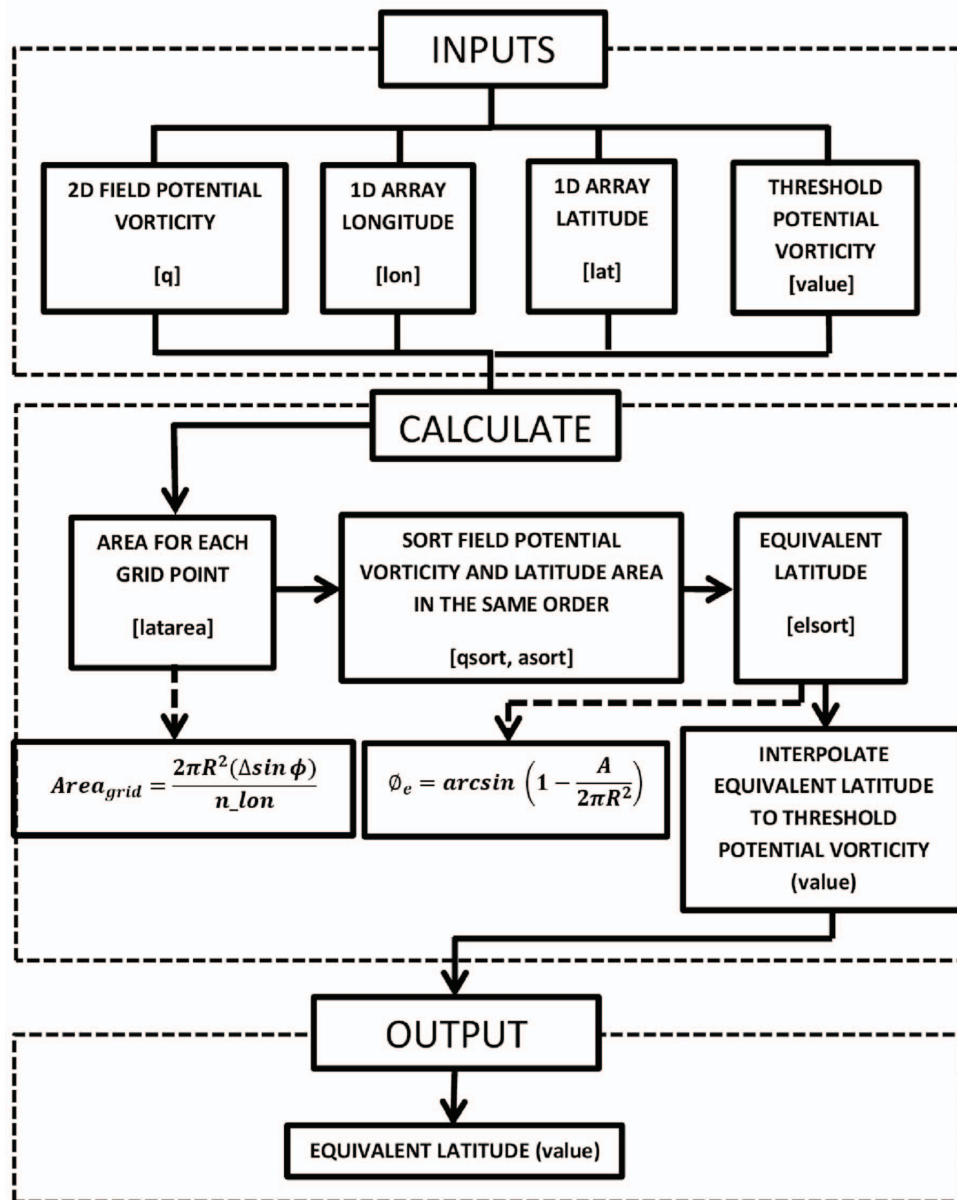 INPUTS
2D FIELD POTENTIAL
VORTICITY
[q]
1D ARRAY
LONGITUDE
[lon]
1D ARRAY
LATITUDE
[lat]
THRESHOLD
POTENTIAL
VORTICITY
[value]
CALCULATE
AREA FOR EACH
GRID POINT
[latarea]
SORT FIELD POTENTIAL
VORTICITY AND LATITUDE AREA
IN THE SAME ORDER
[qsort, asort]
EQUIVALENT
LATITUDE
[elsort]
Area_grid = 2πR²(Δsin ϕ) / n_lon
Ø_e = arcsin (1 − A / 2πR²)
INTERPOLATE
EQUIVALENT LATITUDE
TO THRESHOLD
POTENTIAL VORTICITY
(value)
OUTPUT
EQUIVALENT LATITUDE (value)